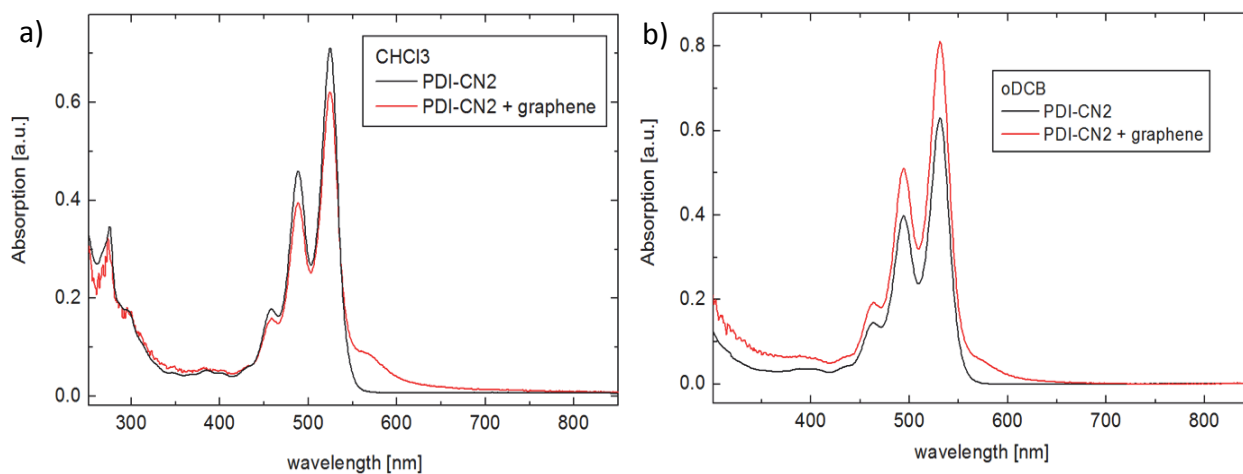 a)
CHCl3
PDI-CN2
PDI-CN2 + graphene
Absorption [a.u.]
0.6
0.4
0.2
0.0
300 400 500 600 700 800
wavelength [nm]
b)
oDCB
PDI-CN2
PDI-CN2 + graphene
Absorption [a.u.]
0.8
0.6
0.4
0.2
0.0
400 500 600 700 800
wavelength [nm]